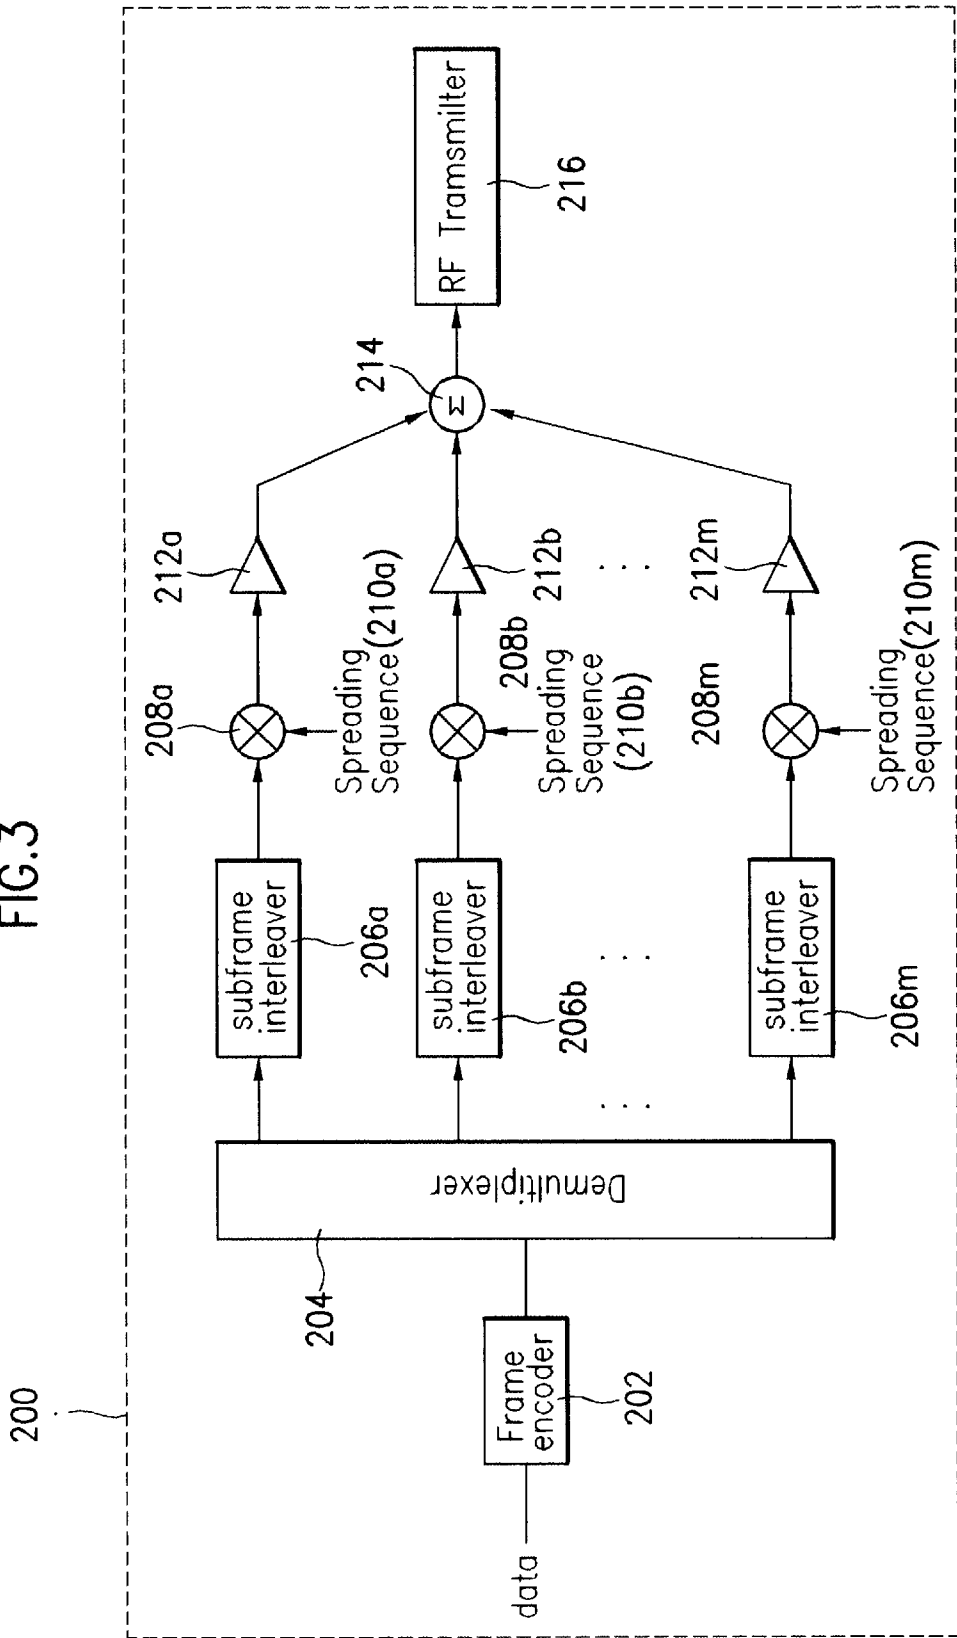 FIG.3
200
data
Frame
encoder
202
204
Demultiplexer
subframe
interleaver
206a
subframe
interleaver
206b
. . .
. . .
subframe
interleaver
206m
208a
Spreading
Sequence(210a)
208b
Spreading
Sequence
(210b)
208m
Spreading
Sequence(210m)
212a
212b
. . .
212m
214
Σ
RF Tramsmilter
216